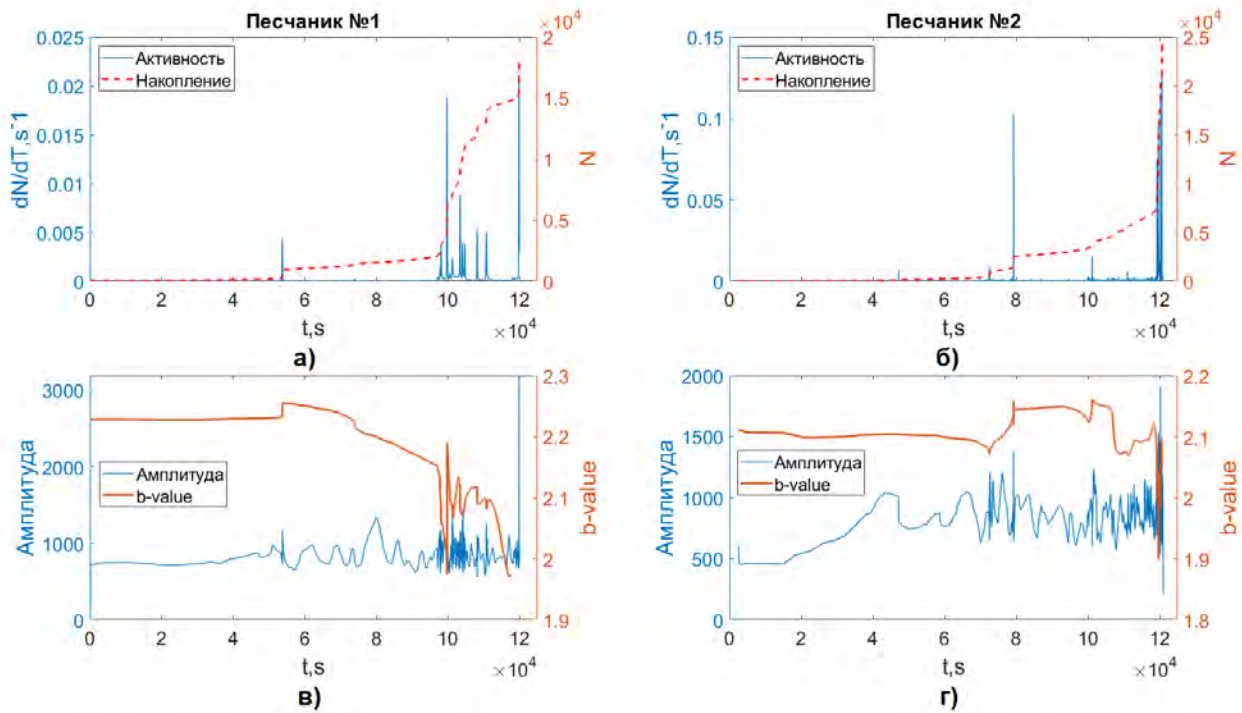 Песчаник №1
×10⁴
0.025
0.02
0.015
0.01
0.005
0
dN/dT,s⁻1
Активность
Накопление
2
1.5
1
0.5
0
N
0 2 4 6 8 10 12
t,s
×10⁴
а)
Песчаник №2
×10⁴
0.15
0.1
0.05
0
dN/dT,s⁻1
Активность
Накопление
2.5
2
1.5
1
0.5
0
N
0 2 4 6 8 10 12
t,s
×10⁴
б)
3000
2000
1000
0
Амплитуда
Амплитуда
b-value
2.3
2.2
2.1
2
1.9
b-value
0 2 4 6 8 10 12
t,s
×10⁴
в)
2000
1500
1000
500
0
Амплитуда
Амплитуда
b-value
2.2
2.1
2
1.9
1.8
b-value
0 2 4 6 8 10 12
t,s
×10⁴
г)